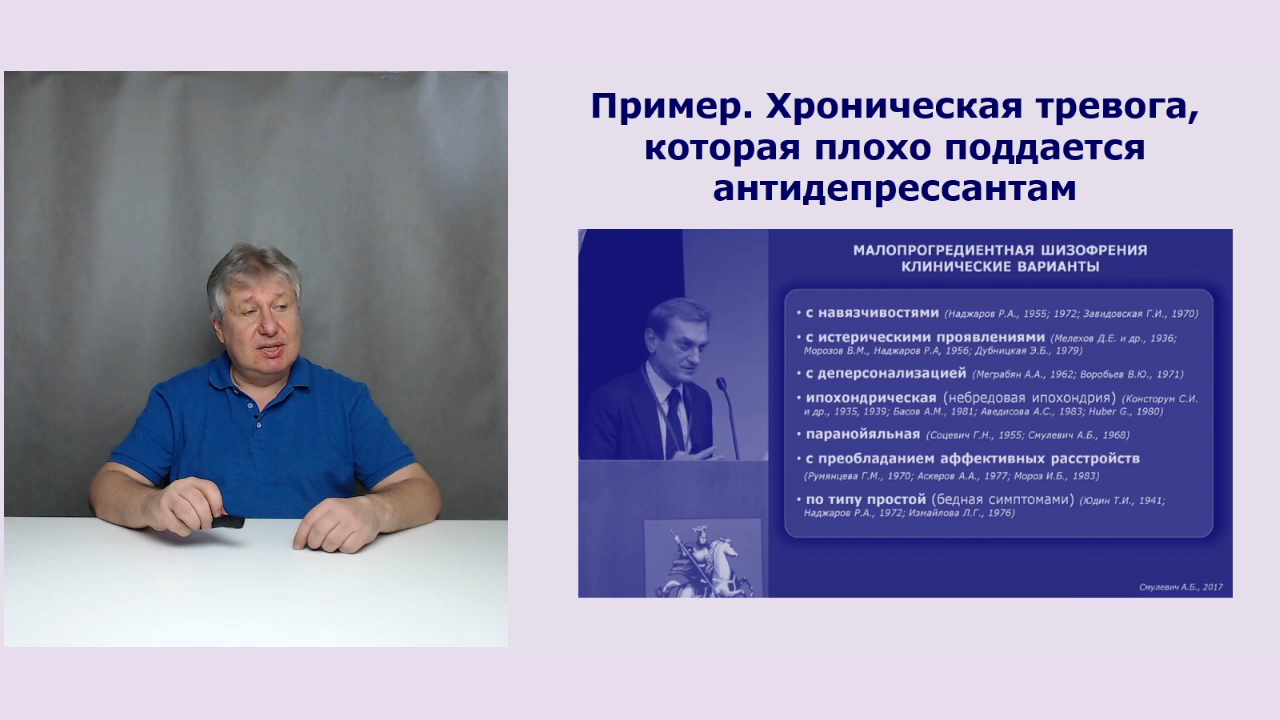 Пример. Хроническая тревога,
которая плохо поддается
антидепрессантам
МАЛОПРОГРЕДИЕНТНАЯ ШИЗОФРЕНИЯ
КЛИНИЧЕСКИЕ ВАРИАНТЫ
• с навязчивостями (Наджаров Р.А., 1955; 1972; Завидовская Г.И., 1970)
• с истерическими проявлениями (Мелехов Д.Е. и др., 1936;
Морозов В.М., Наджаров Р.А, 1956; Дубницкая Э.Б., 1979)
• с деперсонализацией (Меграбян А.А., 1962; Воробьев В.Ю., 1971)
• ипохондрическая (небредовая ипохондрия) (Консторум С.И.
и др., 1935, 1939; Басов А.М., 1981; Аведисова А.С., 1983; Huber G., 1980)
• паранойяльная (Соцевич Г.Н., 1955; Смулевич А.Б., 1968)
• с преобладанием аффективных расстройств
(Румянцева Г.М., 1970; Аскеров А.А., 1977; Мороз И.Б., 1983)
• по типу простой (бедная симптомами) (Юдин Т.И., 1941;
Наджаров Р.А., 1972; Измайлова Л.Г., 1976)
Смулевич А.Б., 2017